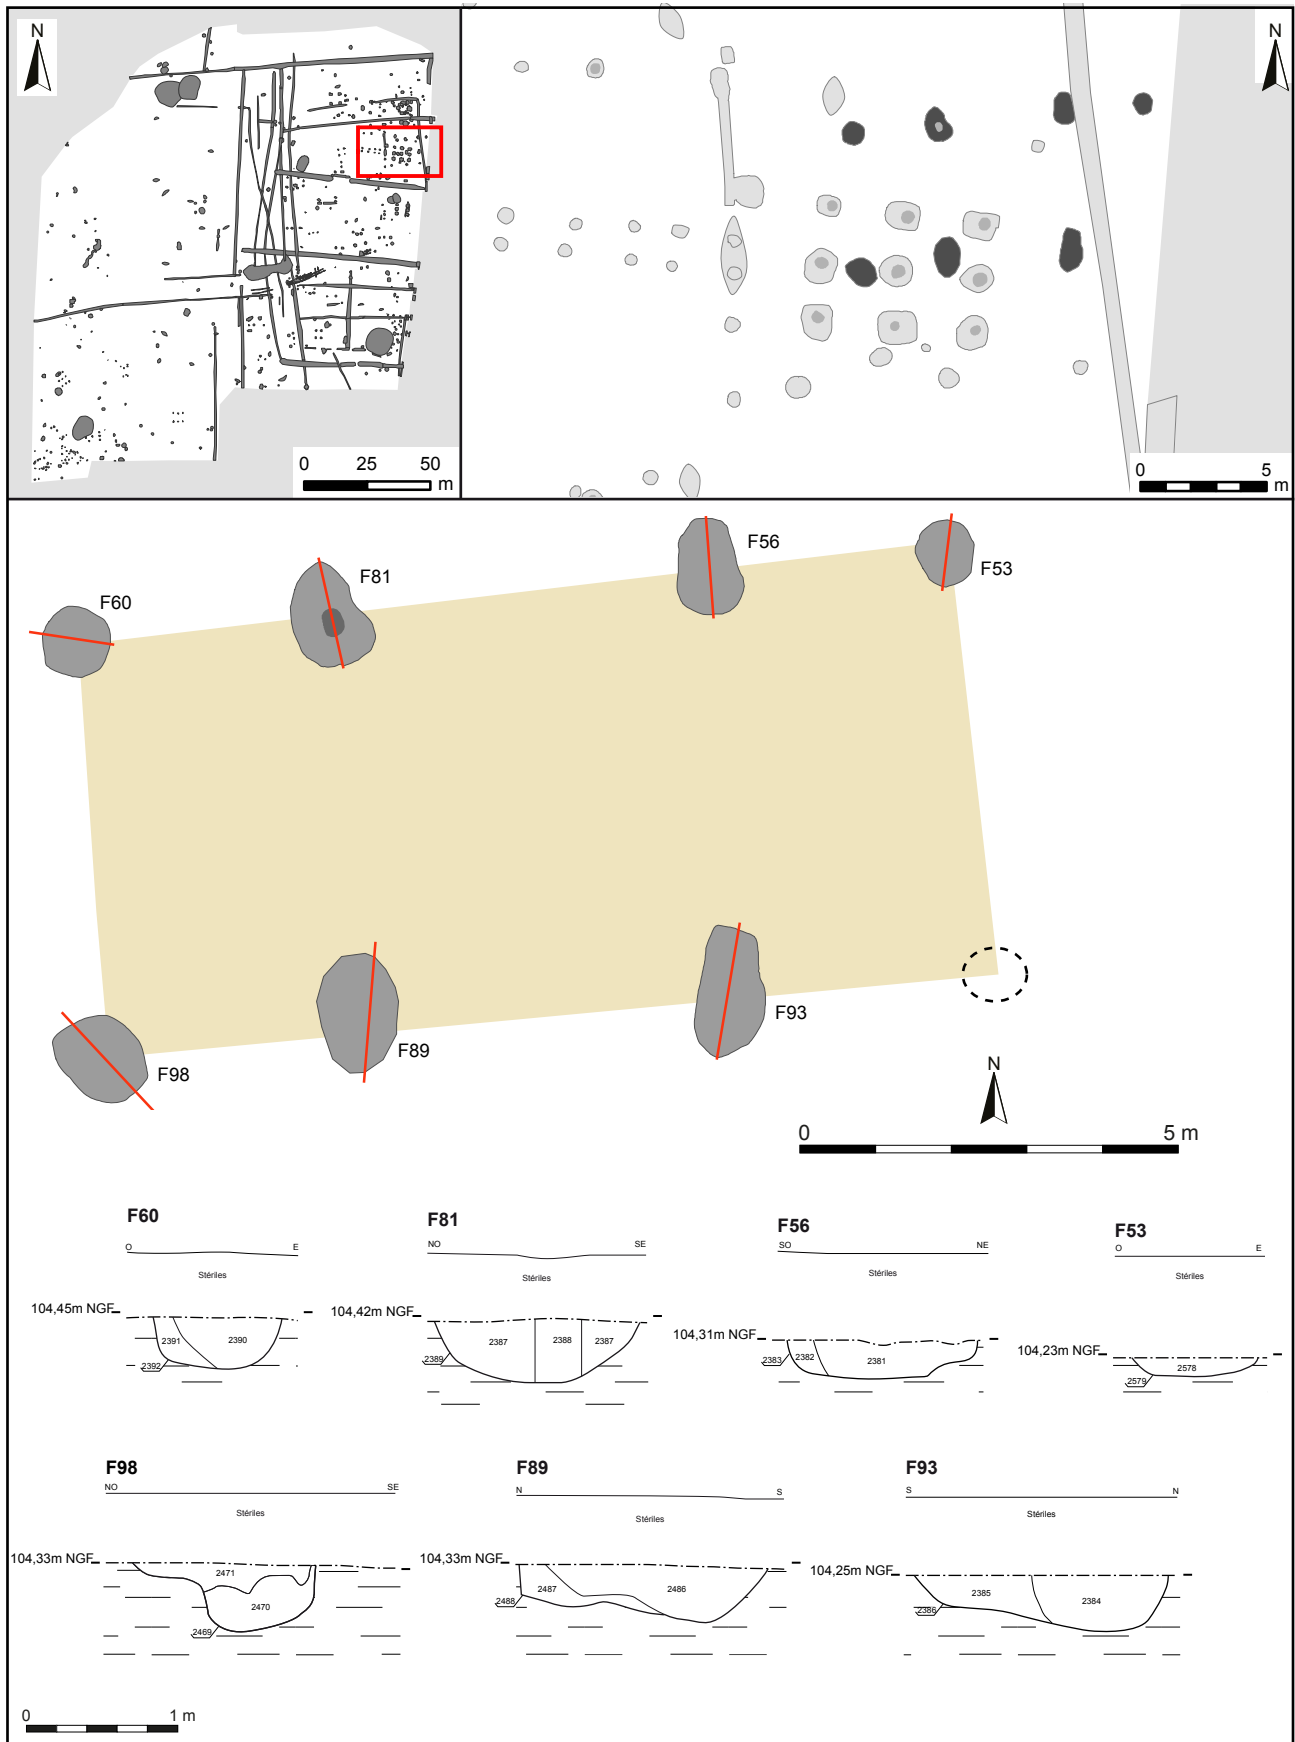 N
0 25 50
m
N
0 5
m
F56
F53
F81
F60
F93
F89
F98
N
0 5 m
F60
O E
Stériles
104,45m NGF
2391 2390
2392
F81
NO SE
Stériles
104,42m NGF
2387 2388 2387
2389
F56
SO NE
Stériles
104,31m NGF
2383 2382 2381
F53
O E
Stériles
104,23m NGF
2578
2579
F98
NO SE
Stériles
104,33m NGF
2471
2470
2469
F89
N S
Stériles
104,33m NGF
2487 2486
2488
F93
S N
Stériles
104,25m NGF
2385 2384
2386
0 1 m